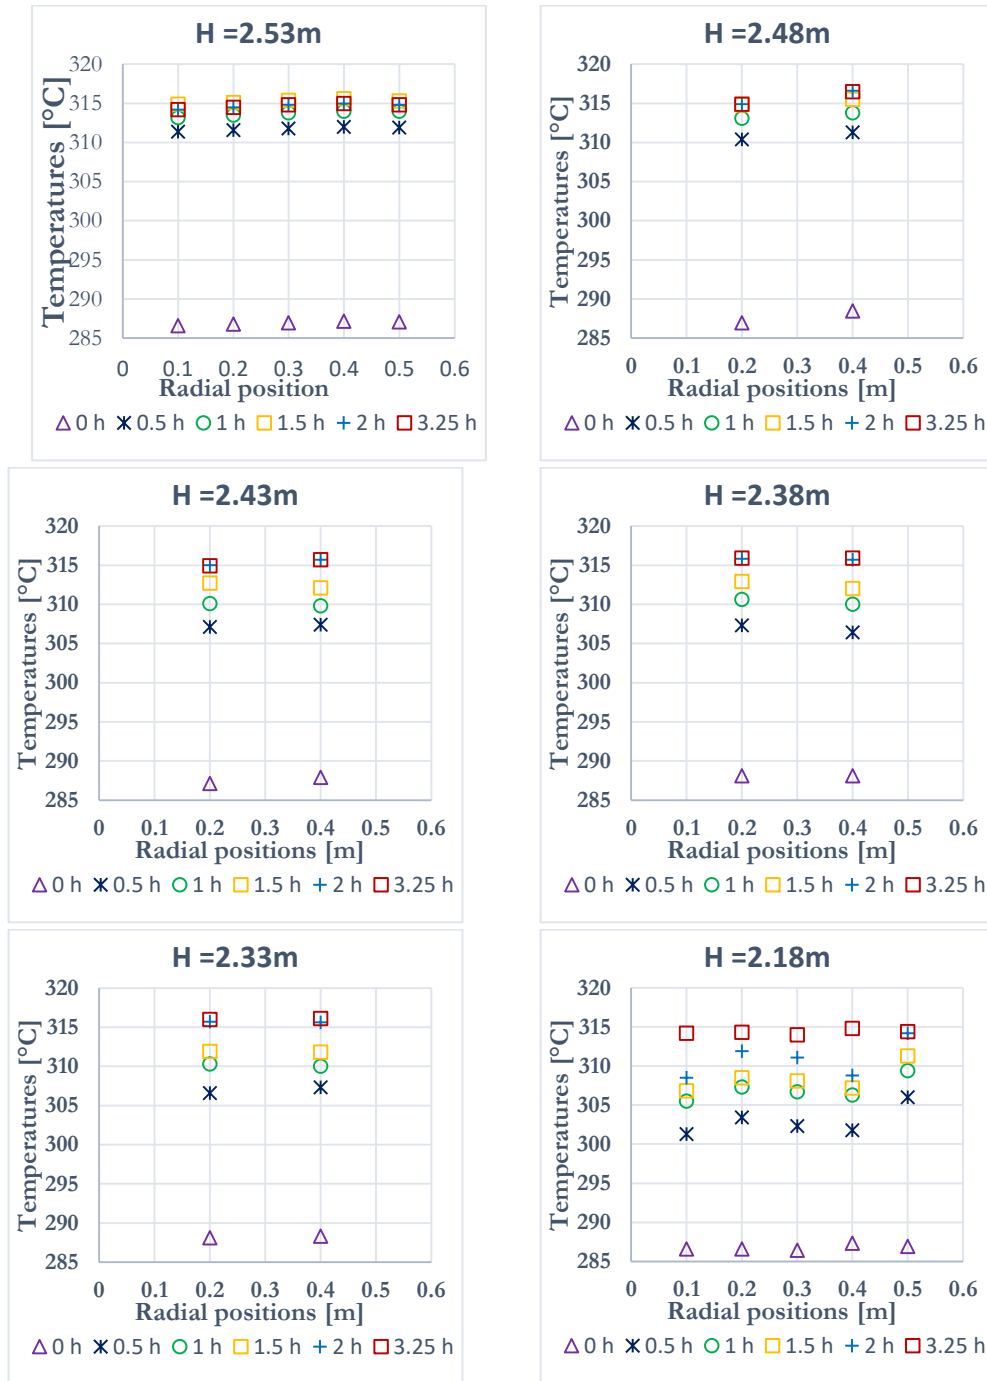 H =2.53m
Temperatures [°C]
320
315
310
305
300
295
290
285
0 0.1 0.2 0.3 0.4 0.5 0.6
Radial position
0 h 0.5 h 1 h 1.5 h 2 h 3.25 h
H =2.48m
Temperatures [°C]
320
315
310
305
300
295
290
285
0 0.1 0.2 0.3 0.4 0.5 0.6
Radial positions [m]
0 h 0.5 h 1 h 1.5 h 2 h 3.25 h
H =2.43m
Temperatures [°C]
320
315
310
305
300
295
290
285
0 0.1 0.2 0.3 0.4 0.5 0.6
Radial positions [m]
0 h 0.5 h 1 h 1.5 h 2 h 3.25 h
H =2.38m
Temperatures [°C]
320
315
310
305
300
295
290
285
0 0.1 0.2 0.3 0.4 0.5 0.6
Radial positions [m]
0 h 0.5 h 1 h 1.5 h 2 h 3.25 h
H =2.33m
Temperatures [°C]
320
315
310
305
300
295
290
285
0 0.1 0.2 0.3 0.4 0.5 0.6
Radial positions [m]
0 h 0.5 h 1 h 1.5 h 2 h 3.25 h
H =2.18m
Temperatures [°C]
320
315
310
305
300
295
290
285
0 0.1 0.2 0.3 0.4 0.5 0.6
Radial positions [m]
0 h 0.5 h 1 h 1.5 h 2 h 3.25 h